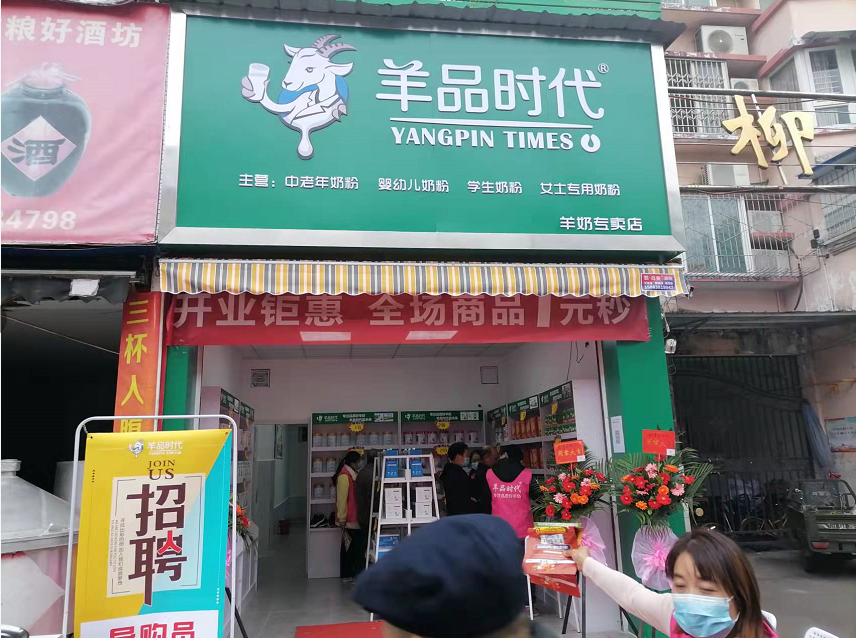 粮好酒坊
酒
4798
羊品时代®
YANGPIN TIMES
主营：中老年奶粉 婴幼儿奶粉 学生奶粉 女士专用奶粉
羊奶专卖店
柳
开业钜惠 全场商品1元秒
三杯人
羊品时代
JOIN
US
招聘
导购员
羊品时代